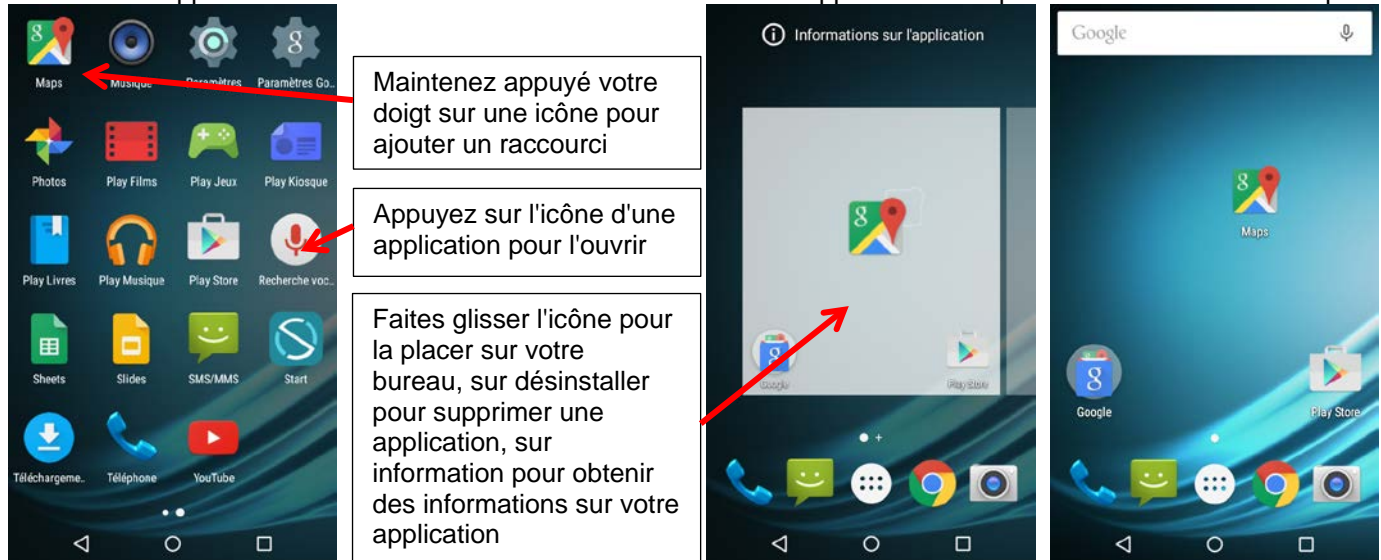 Maps
Musique
Paramètres
Paramètres Go..
Photos
Play Films
Play Jeux
Play Kiosque
Play Livres
Play Musique
Play Store
Recherche voc..
Sheets
Slides
SMS/MMS
Start
Téléchargeme..
Téléphone
YouTube
Maintenez appuyé votre
doigt sur une icône pour
ajouter un raccourci
Appuyez sur l'icône d'une
application pour l'ouvrir
Faites glisser l'icône pour
la placer sur votre
bureau, sur désinstaller
pour supprimer une
application, sur
information pour obtenir
des informations sur votre
application
Informations sur l'application
Google
Play Store
Google
Maps
Google
Play Store